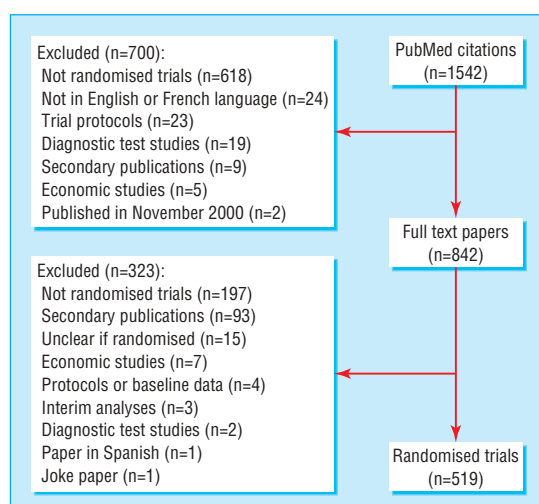 Excluded (n=700):
Not randomised trials (n=618)
Not in English or French language (n=24)
Trial protocols (n=23)
Diagnostic test studies (n=19)
Secondary publications (n=9)
Economic studies (n=5)
Published in November 2000 (n=2)
PubMed citations
(n=1542)
Full text papers
(n=842)
Excluded (n=323):
Not randomised trials (n=197)
Secondary publications (n=93)
Unclear if randomised (n=15)
Economic studies (n=7)
Protocols or baseline data (n=4)
Interim analyses (n=3)
Diagnostic test studies (n=2)
Paper in Spanish (n=1)
Joke paper (n=1)
Randomised trials
(n=519)